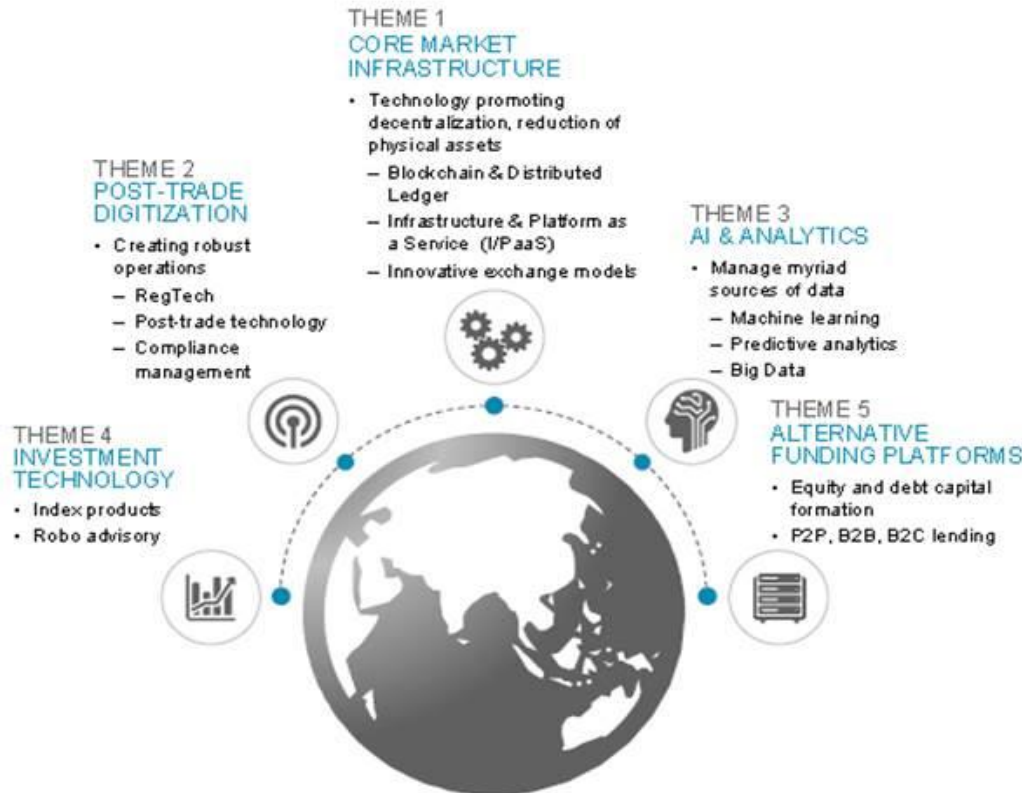 THEME 1
CORE MARKET
INFRASTRUCTURE
• Technology promoting
decentralization, reduction of
physical assets
– Blockchain & Distributed
Ledger
– Infrastructure & Platform as
a Service (I/PaaS)
– Innovative exchange models
THEME 2
POST-TRADE
DIGITIZATION
• Creating robust
operations
– RegTech
– Post-trade technology
– Compliance
management
THEME 3
AI & ANALYTICS
• Manage myriad
sources of data
– Machine learning
– Predictive analytics
– Big Data
THEME 4
INVESTMENT
TECHNOLOGY
• Index products
• Robo advisory
THEME 5
ALTERNATIVE
FUNDING PLATFORMS
• Equity and debt capital
formation
• P2P, B2B, B2C lending